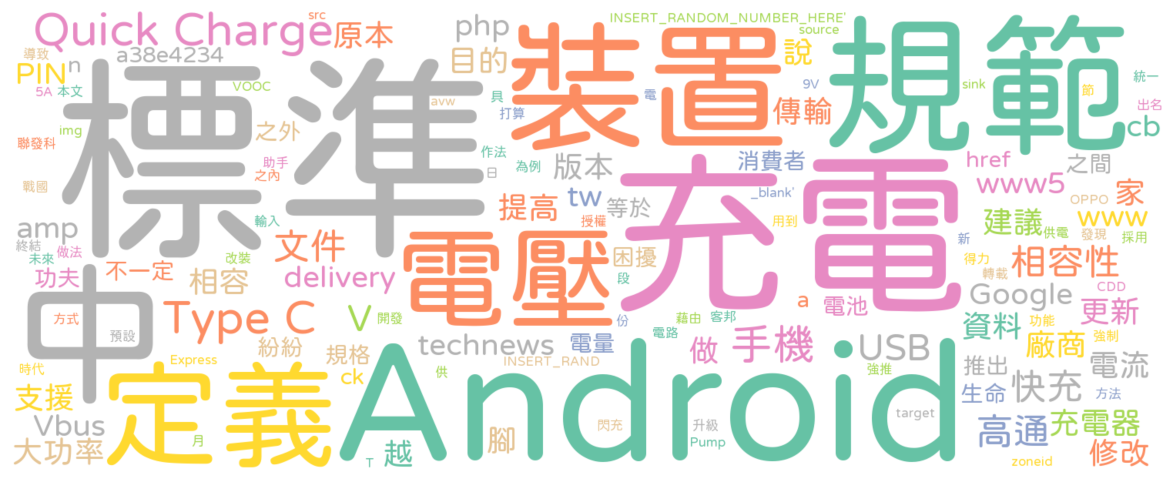 Quick Charge
src
原本
php
INSERT_RANDOM_NUMBER_HERE'
source
導致
a38e4234
目的
裝置
說
規範
PIN
n
VOOC
9V
sink
統一
5A
本文
標準
avw
具
電
節
出名
img
之外
打算
傳輸
cb
聯發科
作法
助手
之內
為例
版本
消費者
href
之間
戰國
日
充電
_blank'
www5
家
提高
tw
等於
OPPO
amp
輸入
授權
用到
建議
www
供電
發現
採用
終結
做法
改裝
文件
電壓
困擾
新
未來
不一定
得力
相容性
功夫
相容
delivery
段
轉載
CDD
中
Google
更新
方式
預設
Type C
V
開發
a
電池
份
藉由
客邦
資料
功能
電路
強制
廠商
technews
電量
做
手機
USB
紛紛
規格
時代
Express
INSERT_RAND
推出
電流
強推
ck
供
支援
定義
Android
生命
快充
方法
Vbus
target
充電器
閃充
升級
高通
大功率
月
腳
Pump
修改
越
T
zoneid